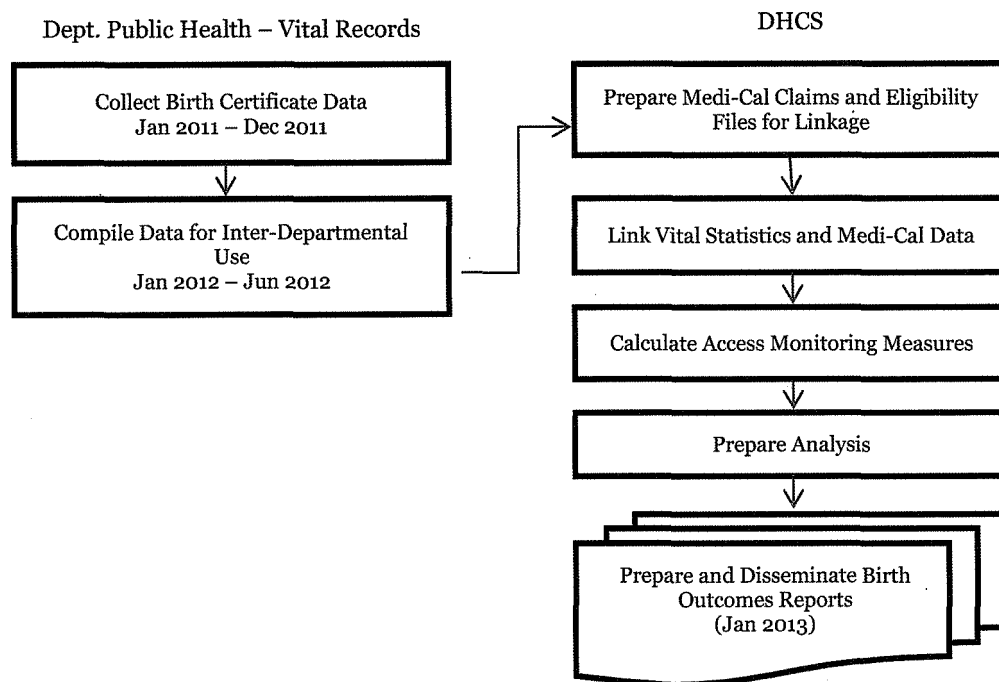 Dept. Public Health – Vital Records
Collect Birth Certificate Data
Jan 2011 – Dec 2011
Compile Data for Inter-Departmental
Use
Jan 2012 – Jun 2012
DHCS
Prepare Medi-Cal Claims and Eligibility
Files for Linkage
Link Vital Statistics and Medi-Cal Data
Calculate Access Monitoring Measures
Prepare Analysis
Prepare and Disseminate Birth
Outcomes Reports
(Jan 2013)